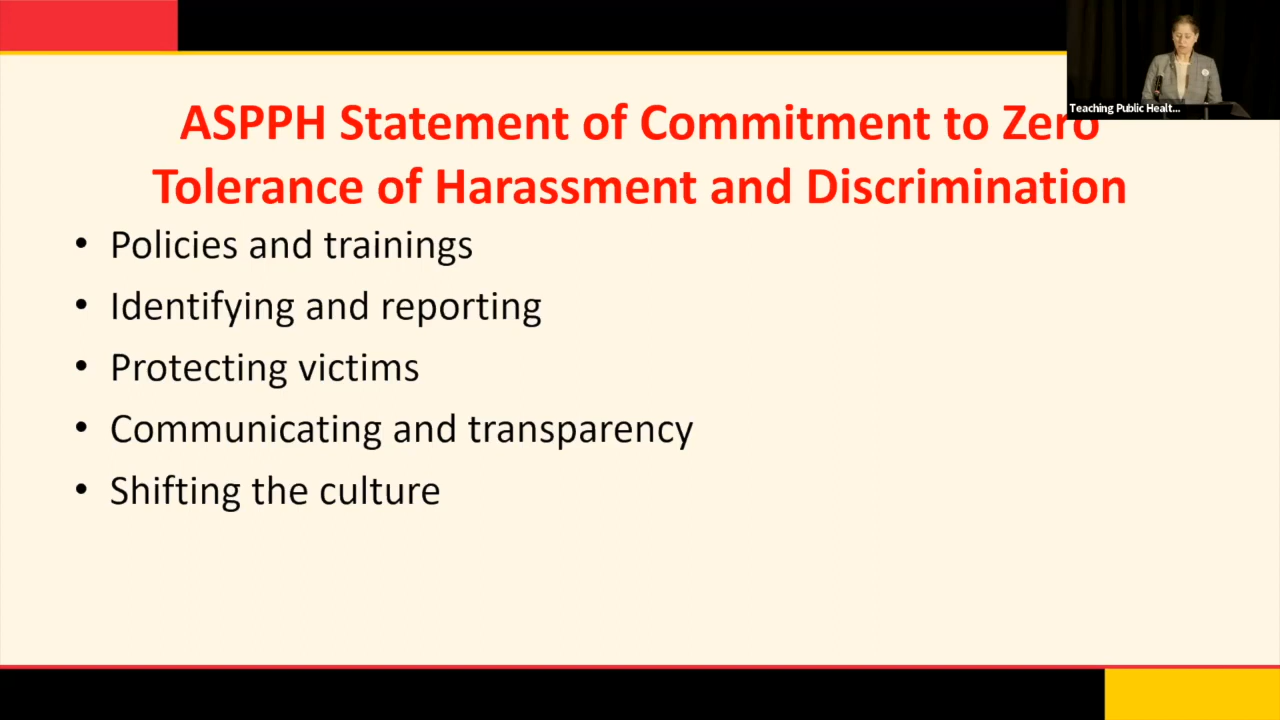 ASPPH Statement of Commitment to Zero
Tolerance of Harassment and Discrimination
• Policies and trainings
• Identifying and reporting
• Protecting victims
• Communicating and transparency
• Shifting the culture
Teaching Public Healt...